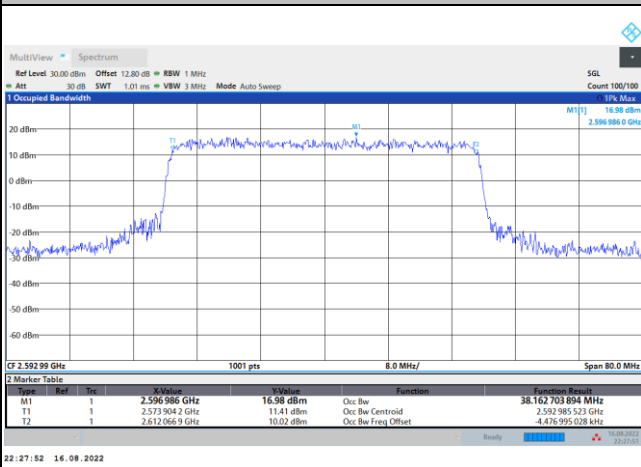 MultiView Spectrum
Ref Level 30.00 dBm Offset 12.80 dB RBW 1 MHz SGL
Att 30 dB SWT 1.01 ms VBW 3 MHz Mode Auto Sweep Count 100/100
1 Occupied Bandwidth 1Pk Max
M1[1] 16.98 dBm
2.596 986 0 GHz
M1
20 dBm
T1
T2
10 dBm
0 dBm
-10 dBm
-20 dBm
-30 dBm
-40 dBm
-50 dBm
-60 dBm
CF 2.592 99 GHz 1001 pts 8.0 MHz/ Span 80.0 MHz
2 Marker Table
Type Ref Trc X-Value Y-Value Function Function Result
M1 1 2.596 986 GHz 16.98 dBm Occ Bw 38.162 703 894 MHz
T1 1 2.573 904 2 GHz 11.41 dBm Occ Bw Centroid 2.592 985 523 GHz
T2 1 2.612 066 9 GHz 10.02 dBm Occ Bw Freq Offset -4.476 995 028 kHz
Ready 16.08.2022
22:27:51
22:27:52 16.08.2022